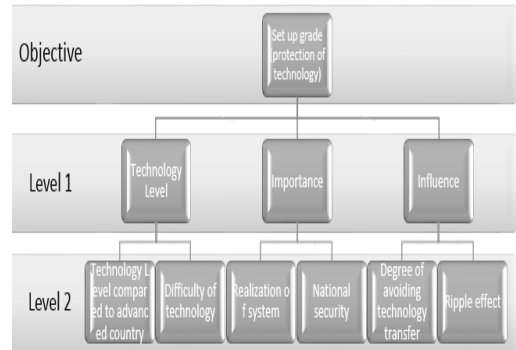 Objective
Set up grade
(protection of
technology)
Level 1
Technology
Level
Importance
Influence
Level 2
Technology L
evel compar
ed to advanc
ed country
Difficulty of
technology
Realization o
f system
National
security
Degree of
avoiding
technology
transfer
Ripple effect